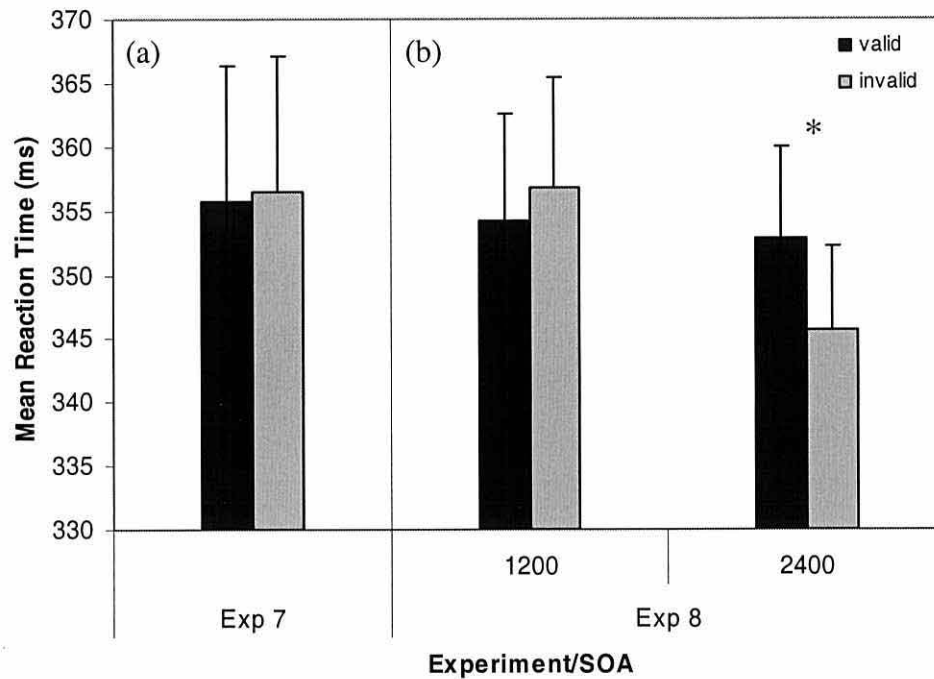 370
365
360
355
350
345
340
335
330
Mean Reaction Time (ms)
(a)
(b)
valid
invalid
*
1200
2400
Exp 7
Exp 8
Experiment/SOA